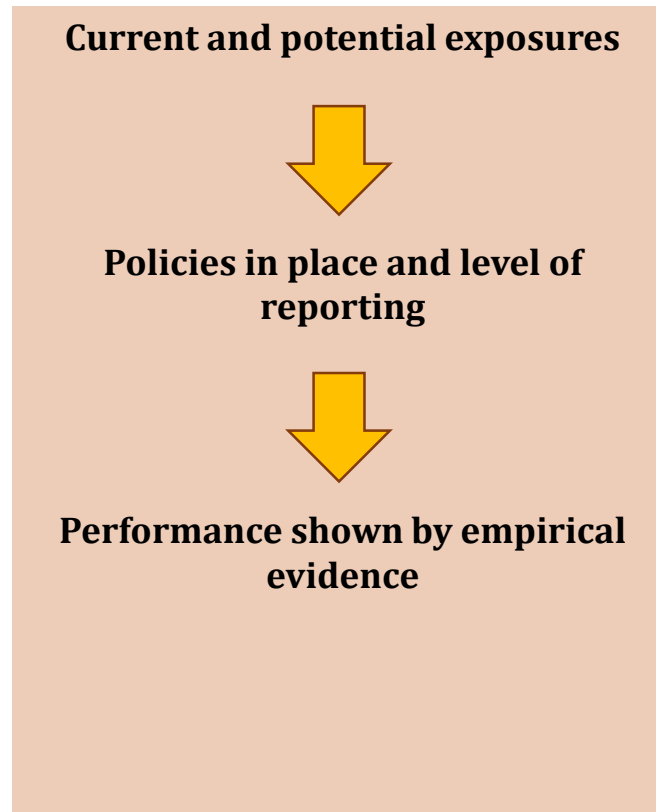 Current and potential exposures
Policies in place and level of
reporting
Performance shown by empirical
evidence